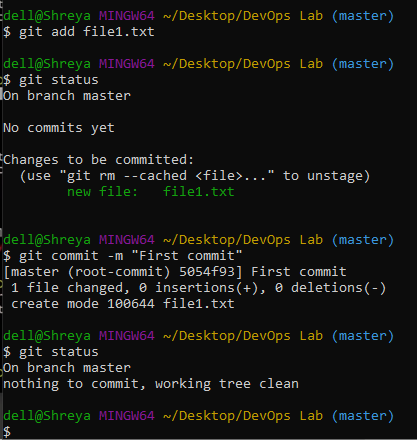 dell@Shreya MINGW64 ~/Desktop/DevOps Lab (master)
$ git add file1.txt
dell@Shreya MINGW64 ~/Desktop/DevOps Lab (master)
$ git status
On branch master
No commits yet
Changes to be committed:
  (use "git rm --cached <file>..." to unstage)
        new file:   file1.txt
dell@Shreya MINGW64 ~/Desktop/DevOps Lab (master)
$ git commit -m "First commit"
[master (root-commit) 5054f93] First commit
 1 file changed, 0 insertions(+), 0 deletions(-)
 create mode 100644 file1.txt
dell@Shreya MINGW64 ~/Desktop/DevOps Lab (master)
$ git status
On branch master
nothing to commit, working tree clean
dell@Shreya MINGW64 ~/Desktop/DevOps Lab (master)
$